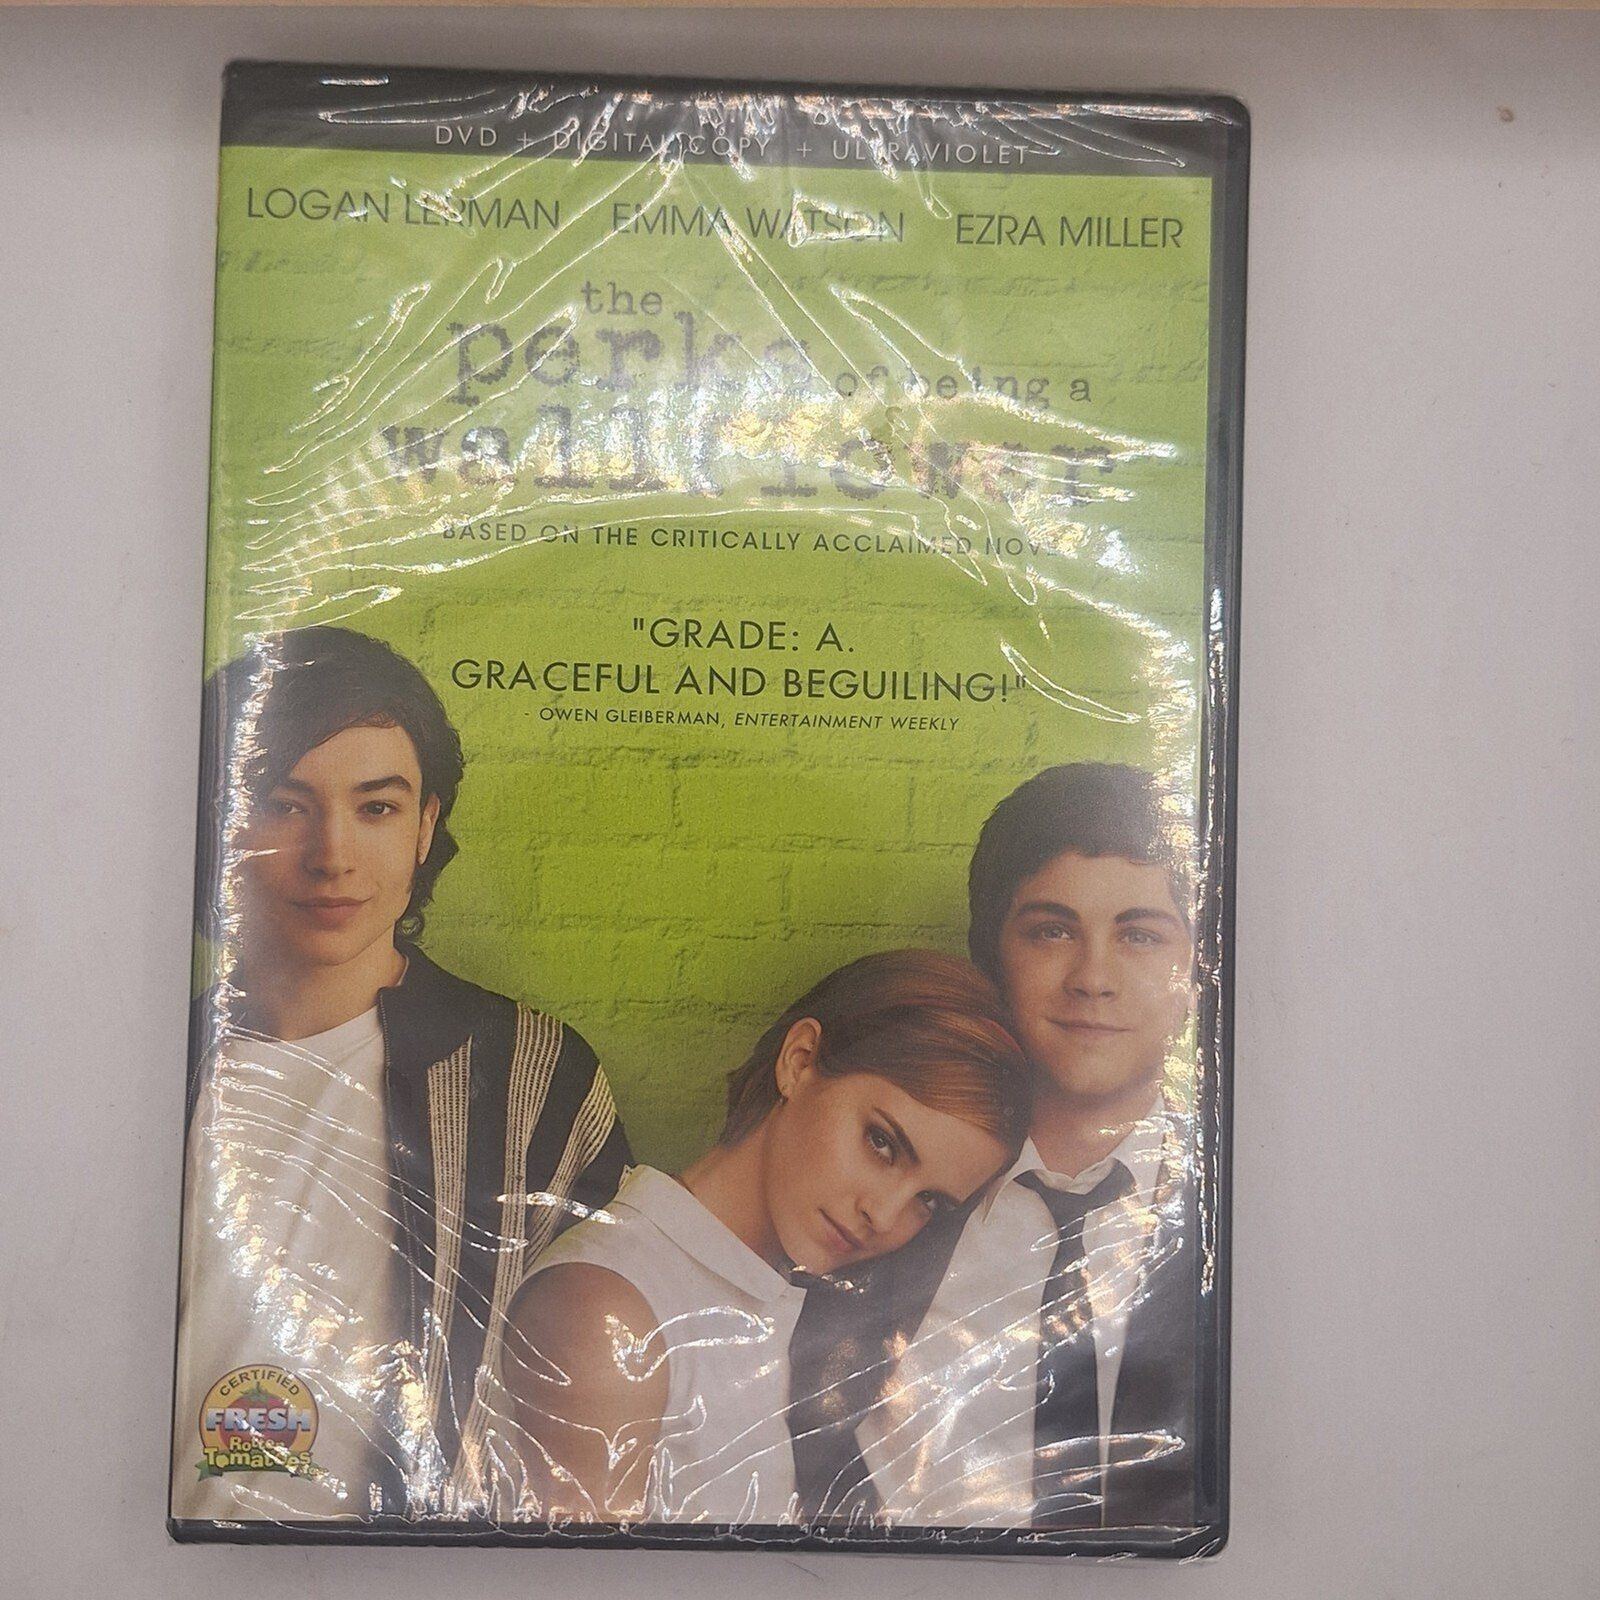 DVD + DIGITAL COPY + ULTRAVIOLET
LOGAN LERMAN EMMA WATSON EZRA MILLER
the
perks of being a
wallflower
BASED ON THE CRITICALLY ACCLAIMED NOVEL
"GRADE: A.
GRACEFUL AND BEGUILING!"
- OWEN GLEIBERMAN, ENTERTAINMENT WEEKLY
CERTIFIED
FRESH
Rotten
Tomatoes